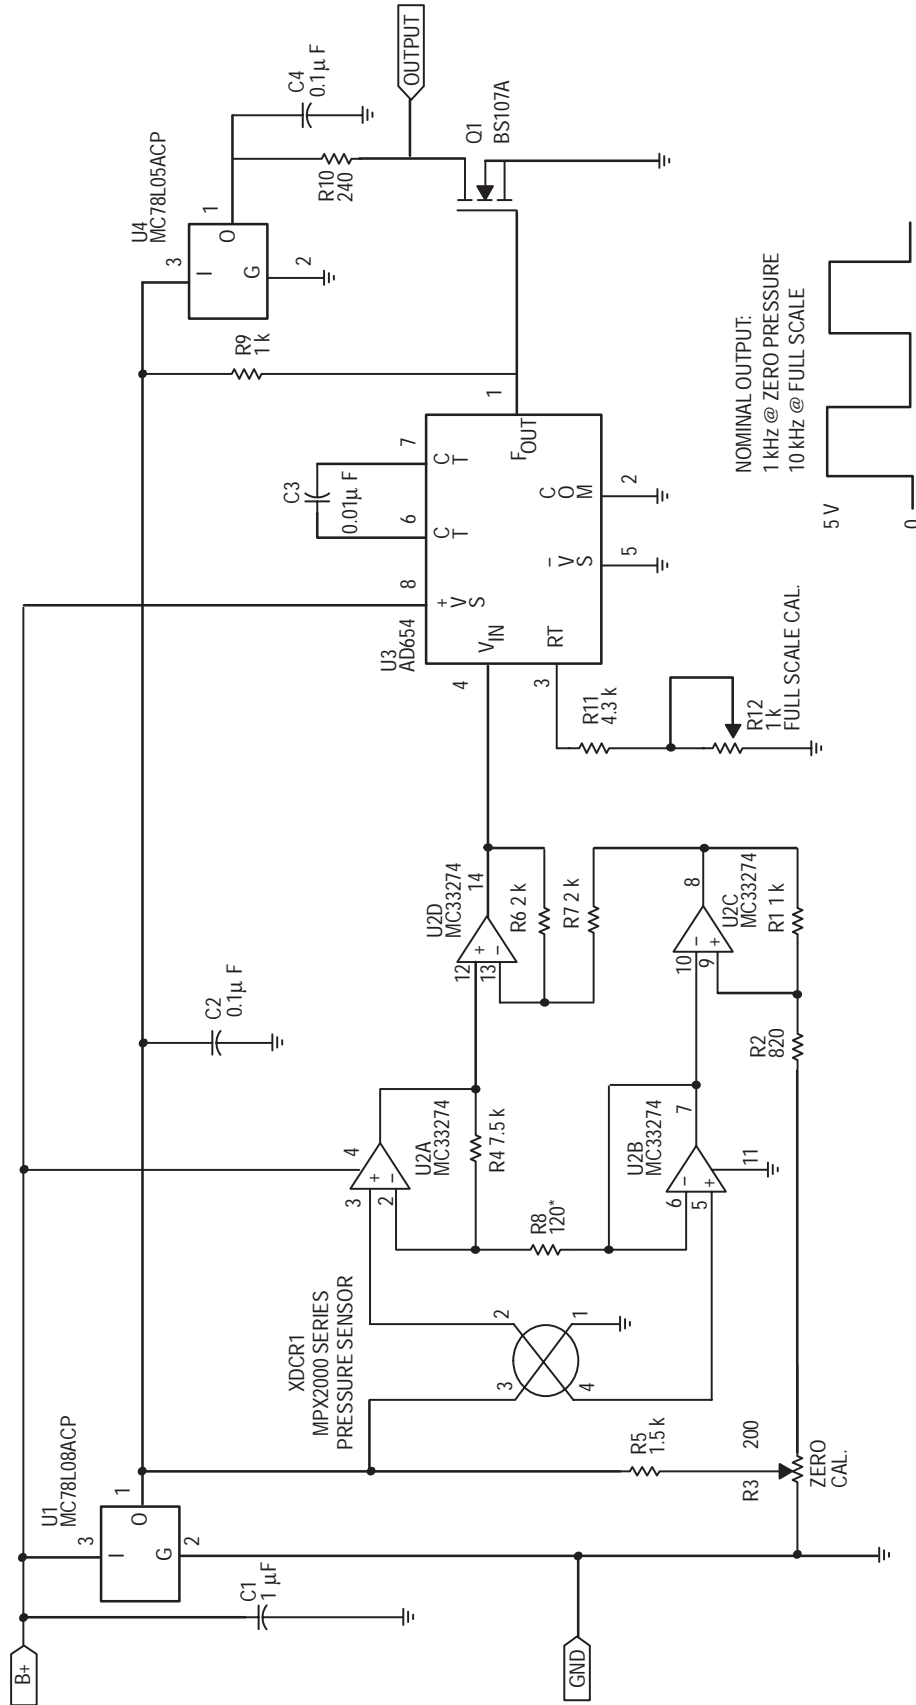 B+
C1
1 µF
U1
MC78L08ACP
3
I
O
1
G
2
GND
R5
1.5 k
R3
200
ZERO
CAL.
XDCR1
MPX2000 SERIES
PRESSURE SENSOR
3
2
4
1
3
2
+
−
4
U2A
MC33274
R4 7.5 k
R8
120*
6
5
−
+
7
U2B
MC33274
11
C2
0.1µ F
12
13
+
−
14
U2D
MC33274
R6 2 k
R7 2 k
10
9
−
+
8
U2C
MC33274
R1 1 k
R2
820
U3
AD654
8
+
V
S
6
C
T
7
C
T
C3
0.01µ F
4
VIN
3
RT
−
V
S
5
C
O
M
2
FOUT
1
R11
4.3 k
R12
1 k
FULL SCALE CAL.
R9
1 k
U4
MC78L05ACP
3
I
O
1
G
2
C4
0.1µ F
R10
240
OUTPUT
Q1
BS107A
NOMINAL OUTPUT:
1 kHz @ ZERO PRESSURE
10 kHz @ FULL SCALE
5 V
0